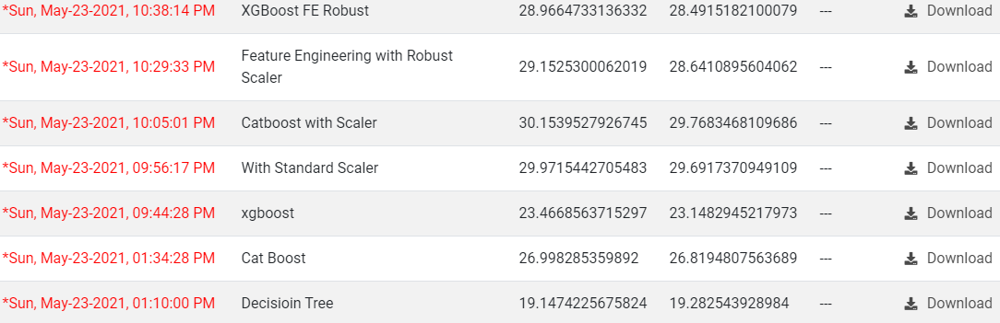 *Sun, May-23-2021, 10:38:14 PM XGBoost FE Robust 28.9664733136332 28.4915182100079 --- Download
*Sun, May-23-2021, 10:29:33 PM Feature Engineering with Robust 29.1525300062019 28.6410895604062 --- Download
Scaler
*Sun, May-23-2021, 10:05:01 PM Catboost with Scaler 30.1539527926745 29.7683468109686 --- Download
*Sun, May-23-2021, 09:56:17 PM With Standard Scaler 29.9715442705483 29.6917370949109 --- Download
*Sun, May-23-2021, 09:44:28 PM xgboost 23.4668563715297 23.1482945217973 --- Download
*Sun, May-23-2021, 01:34:28 PM Cat Boost 26.998285359892 26.8194807563689 --- Download
*Sun, May-23-2021, 01:10:00 PM Decisioin Tree 19.1474225675824 19.282543928984 --- Download